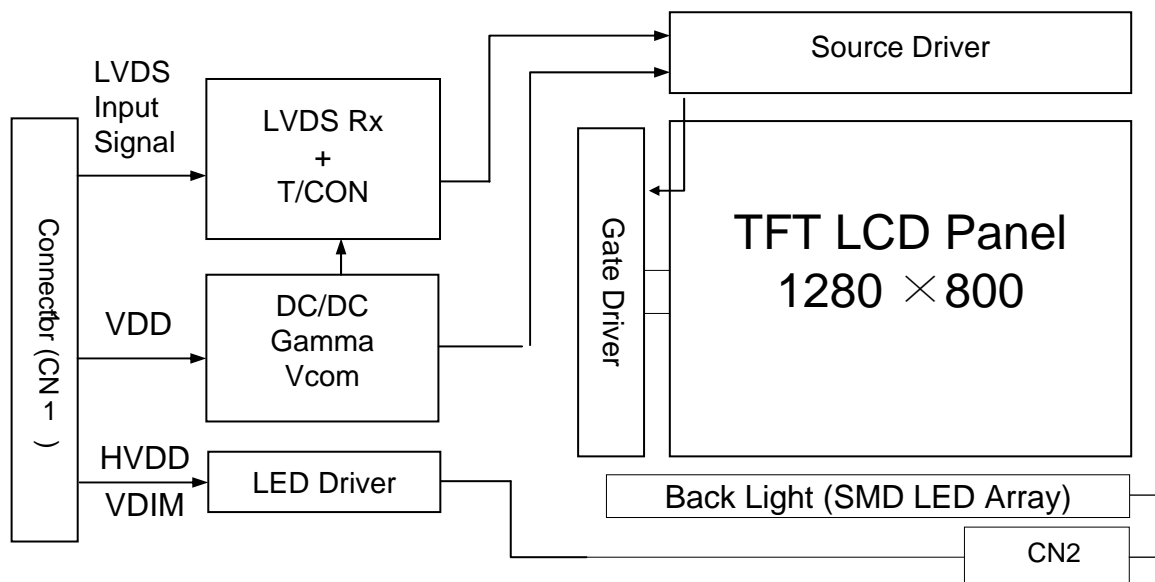 LVDS
Input
Signal
LVDS Rx
+
T/CON
Source Driver
Connector (CN1)
Gate Driver
TFT LCD Panel
1280 ×800
VDD
DC/DC
Gamma
Vcom
HVDD
VDIM
LED Driver
Back Light (SMD LED Array)
CN2